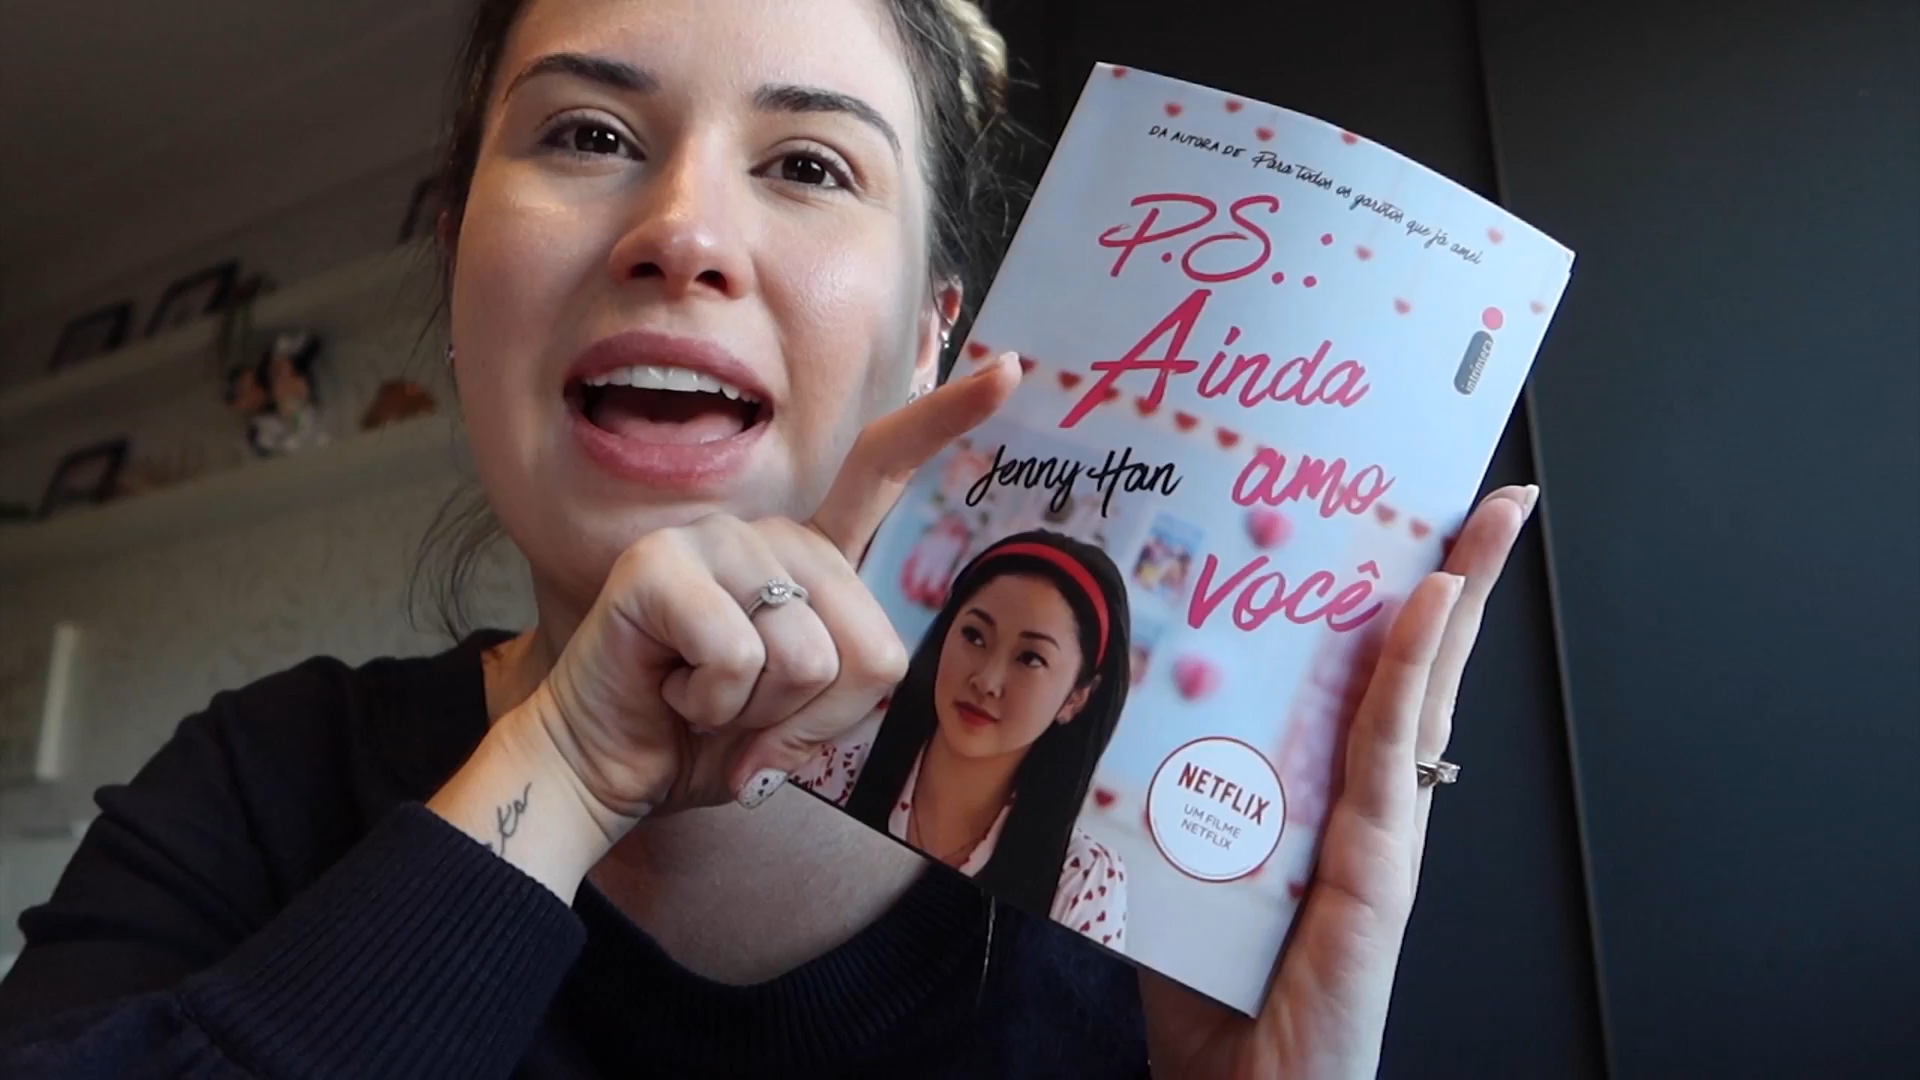 DA AUTORA DE Para todos os garotos que já amei
P.S.:
Ainda
amo
você
Jenny Han
intrínseca
NETFLIX
UM FILME
NETFLIX